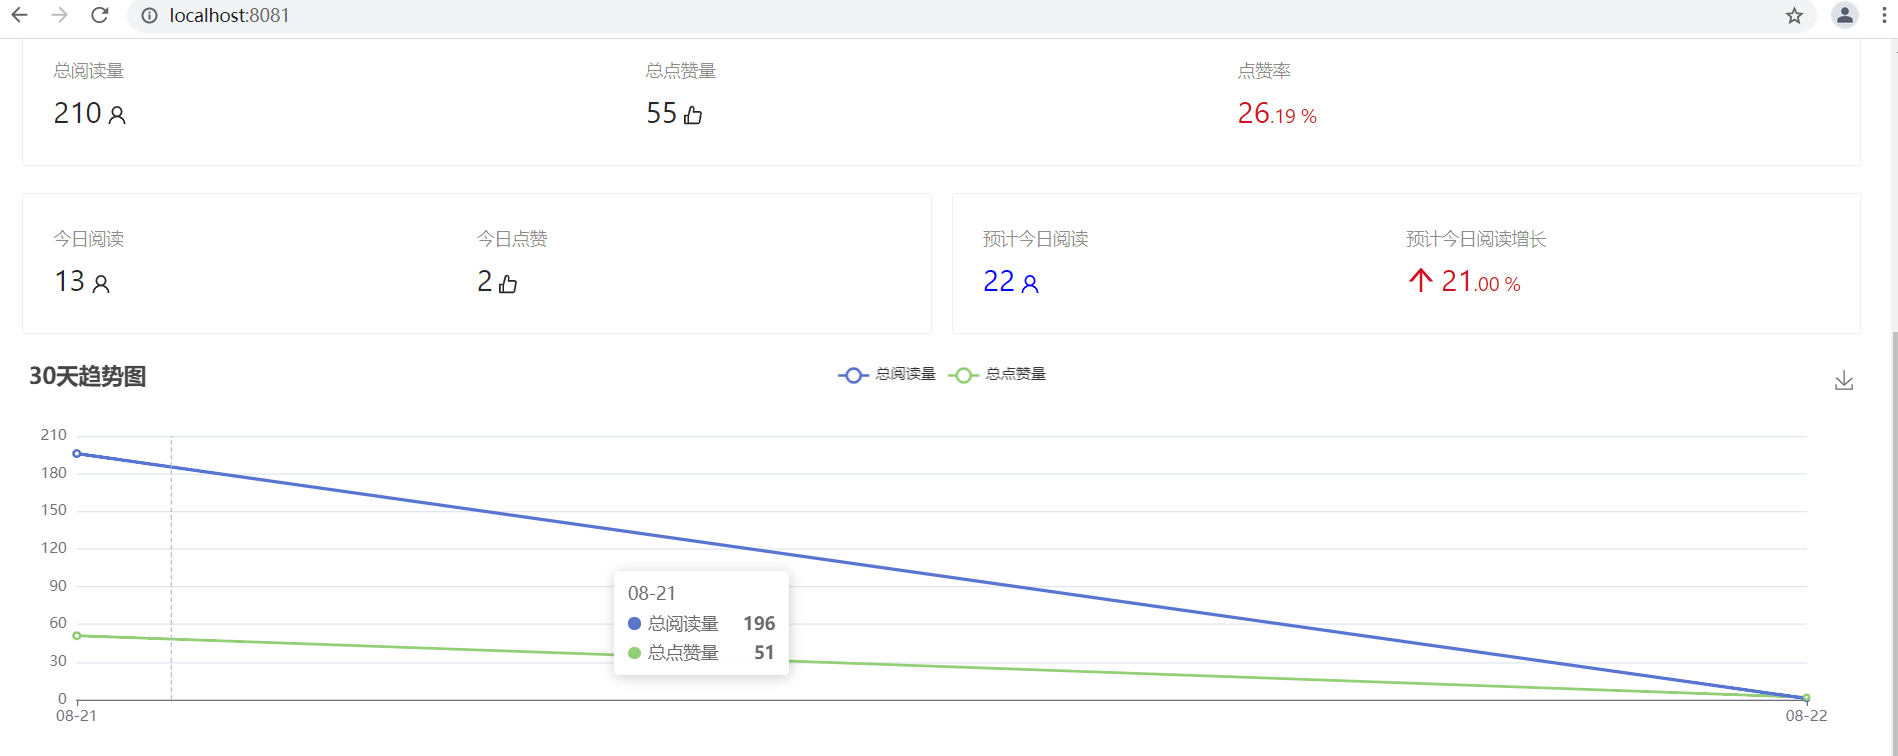 localhost:8081
总阅读量 总点赞量 点赞率
210 55 26.19 %
今日阅读 今日点赞 预计今日阅读 预计今日阅读增长
13 2 22 21.00 %
30天趋势图 总阅读量 总点赞量
210
180
150
120
90
60
30
0
08-21
总阅读量 196
总点赞量 51
08-21 08-22